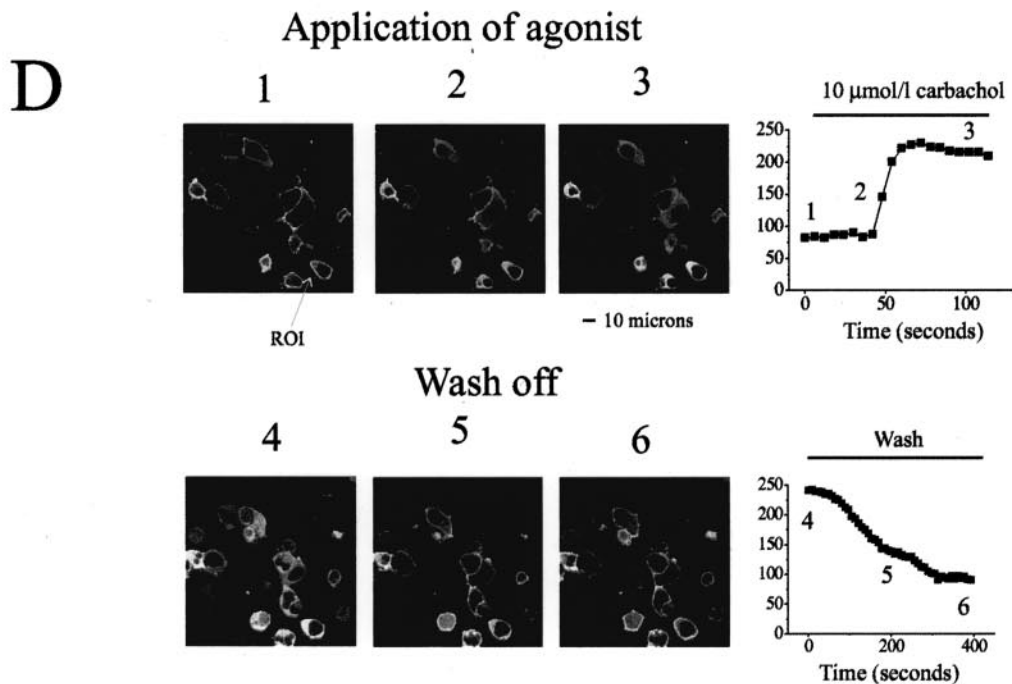 Application of agonist
D
1 2 3
10 μmol/l carbachol
250
200
150
100
50
0
1 2 3
0 50 100
Time (seconds)
ROI
– 10 microns
Wash off
4 5 6
Wash
250
200
150
100
50
0
4 5 6
0 200 400
Time (seconds)